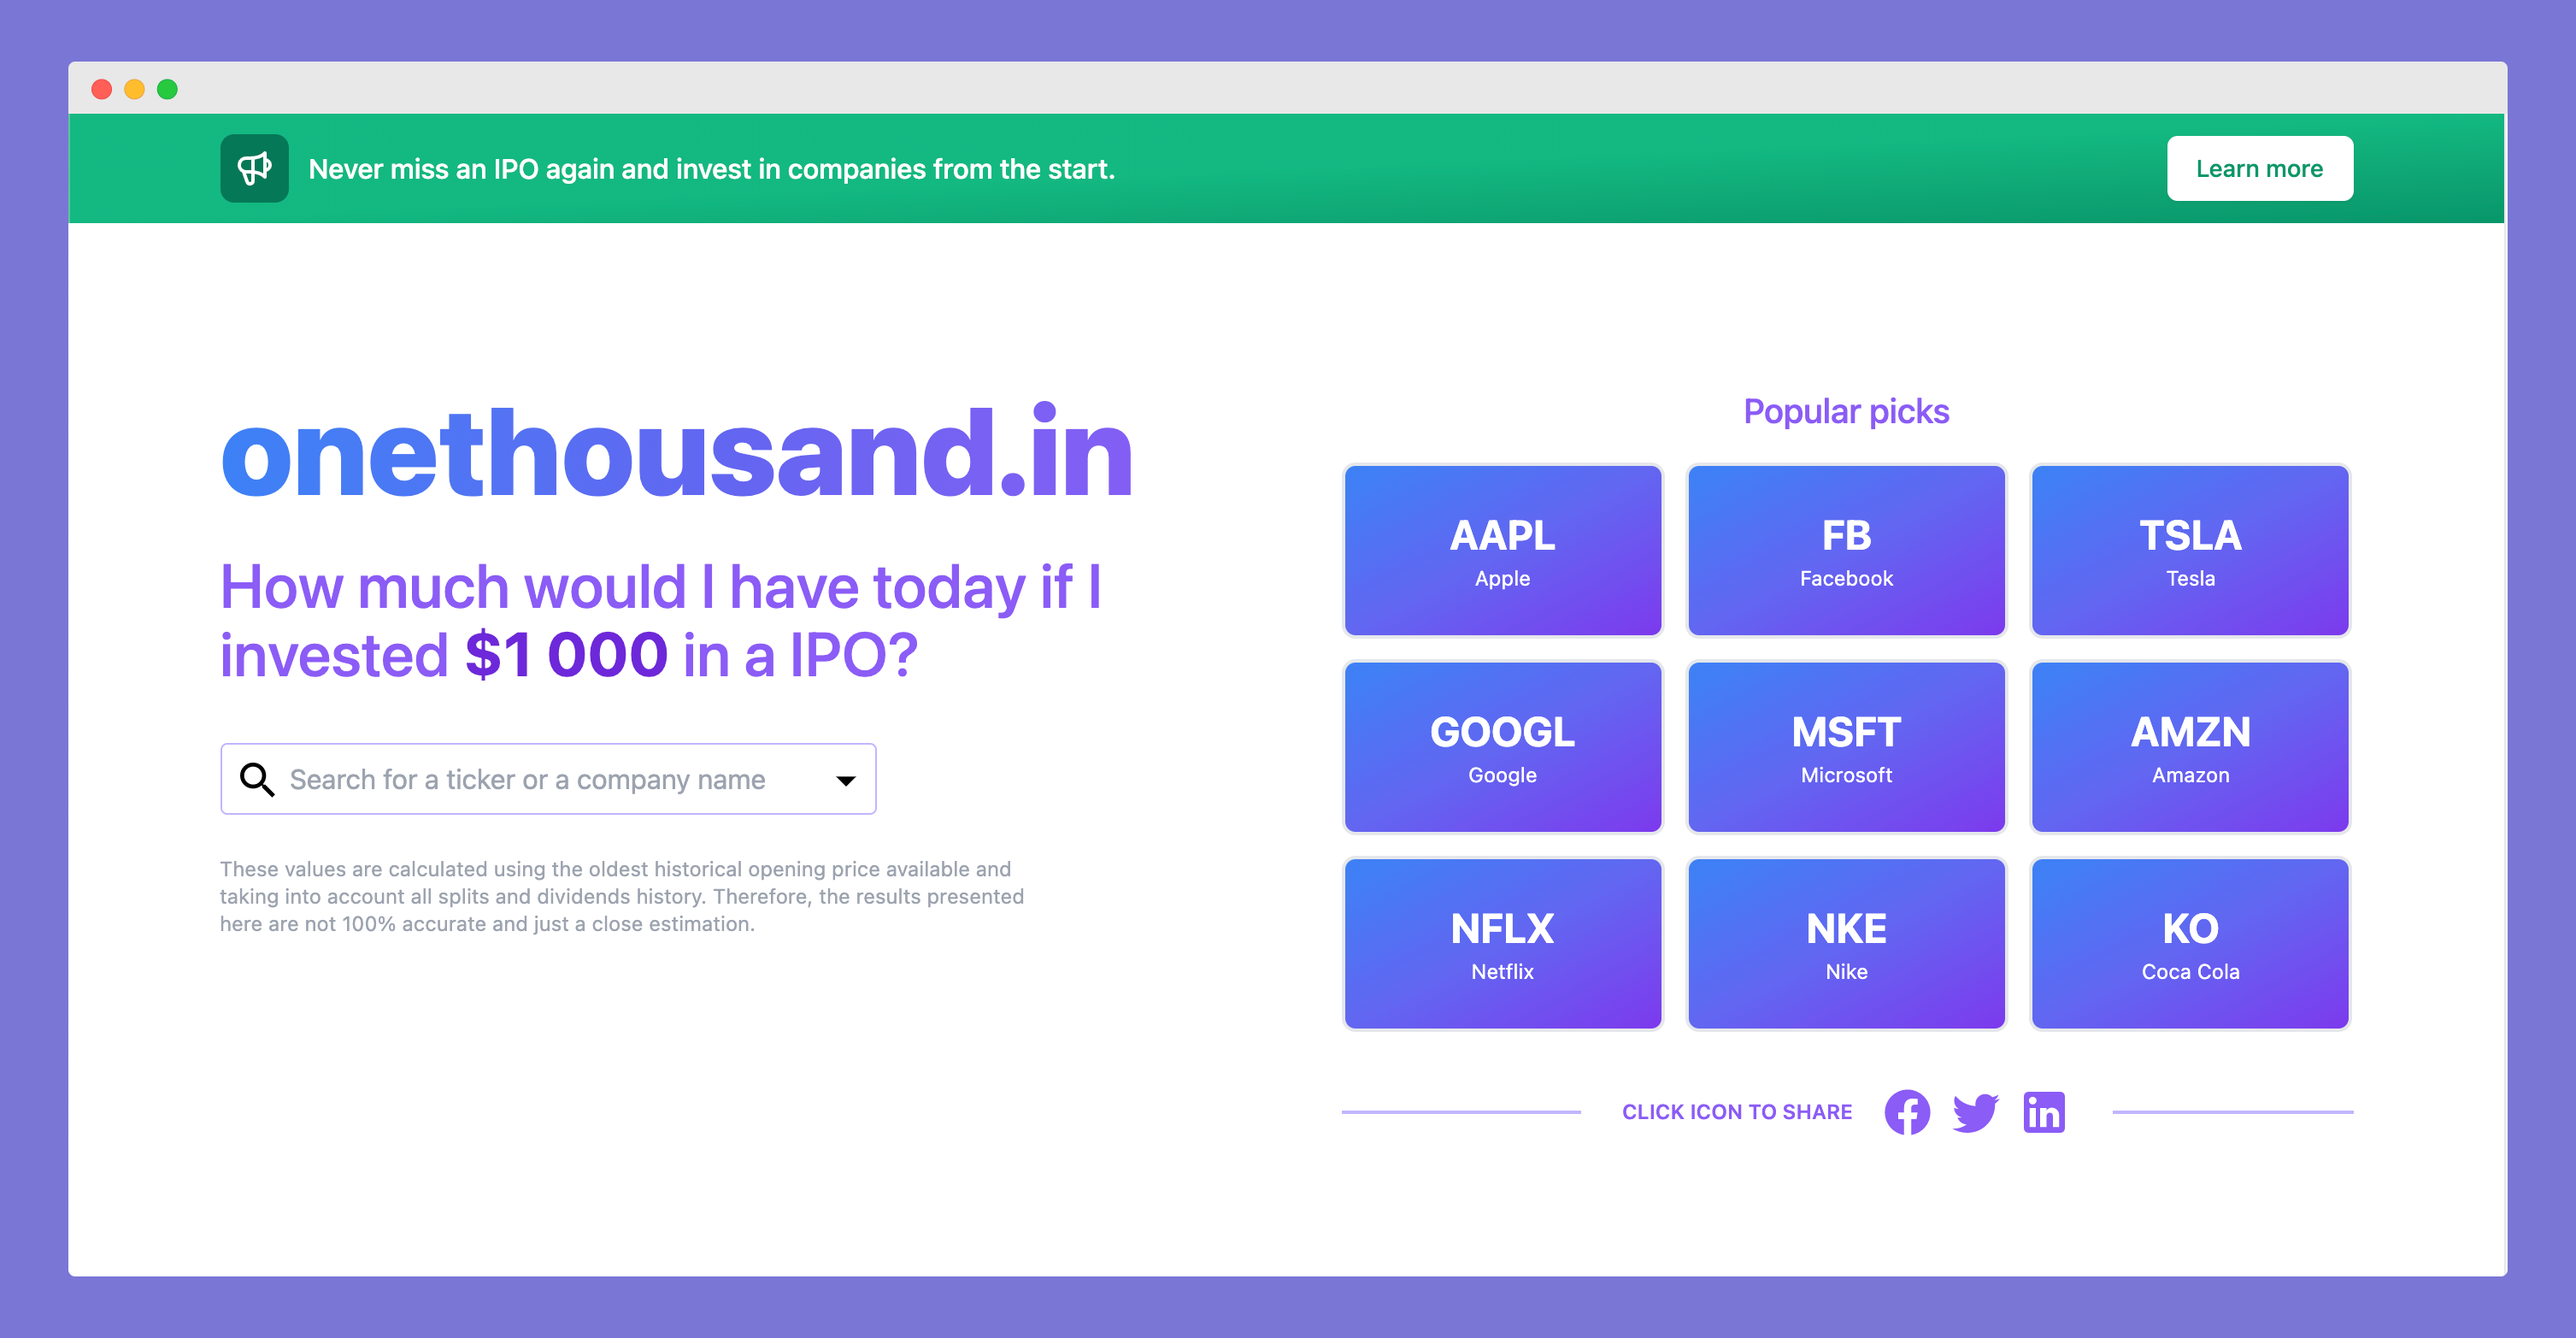 Never miss an IPO again and invest in companies from the start.
Learn more
onethousand.in
How much would I have today if I
invested $1 000 in a IPO?
Search for a ticker or a company name
These values are calculated using the oldest historical opening price available and
taking into account all splits and dividends history. Therefore, the results presented
here are not 100% accurate and just a close estimation.
Popular picks
AAPL
Apple
FB
Facebook
TSLA
Tesla
GOOGL
Google
MSFT
Microsoft
AMZN
Amazon
NFLX
Netflix
NKE
Nike
KO
Coca Cola
CLICK ICON TO SHARE